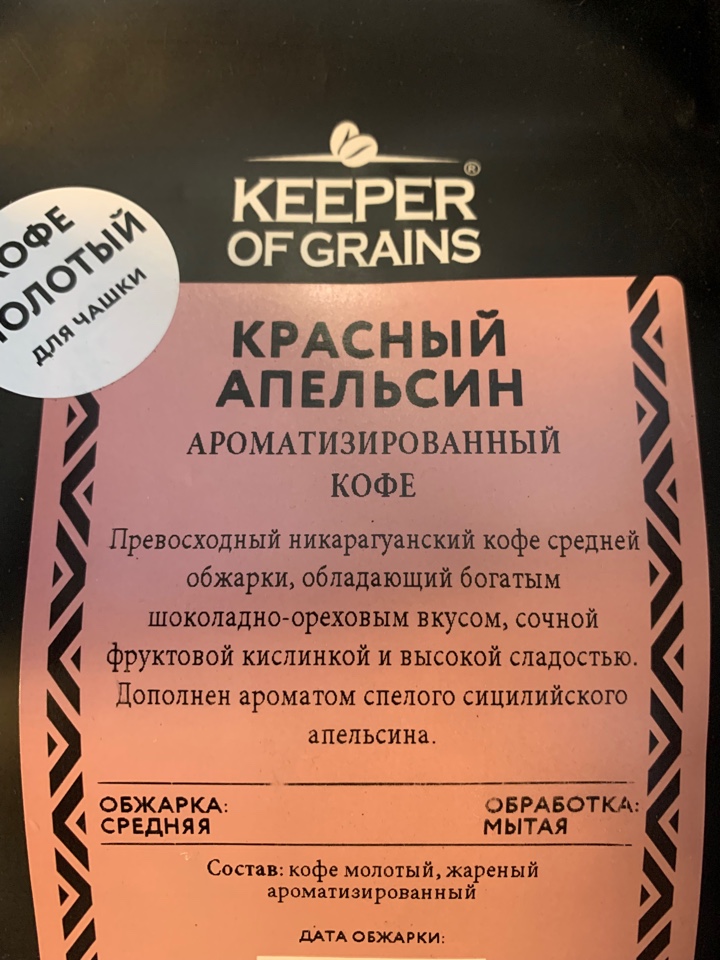 KEEPER®
OF GRAINS
ДЛЯ ЧАШКИ
КРАСНЫЙ
АПЕЛЬСИН
АРОМАТИЗИРОВАННЫЙ
КОФЕ
Превосходный никарагуанский кофе средней
обжарки, обладающий богатым
шоколадно-ореховым вкусом, сочной
фруктовой кислинкой и высокой сладостью.
Дополнен ароматом спелого сицилийского
апельсина.
ОБЖАРКА:
СРЕДНЯЯ
ОБРАБОТКА:
МЫТАЯ
Состав: кофе молотый, жареный
ароматизированный
ДАТА ОБЖАРКИ: